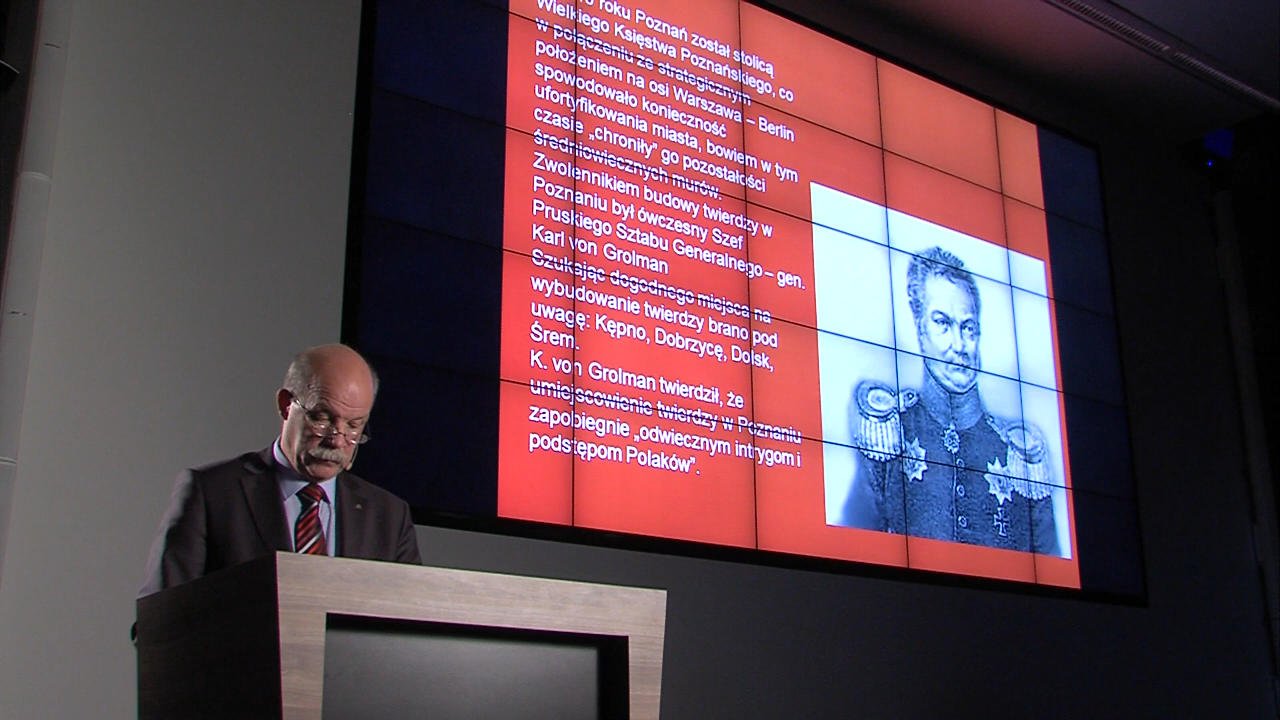 roku Poznań został stolicą
Wielkiego Księstwa Poznańskiego, co
w połączeniu ze strategicznym
położeniem na osi Warszawa – Berlin
spowodowało konieczność
ufortyfikowania miasta, bowiem w tym
czasie „chroniły” go pozostałości
średniowiecznych murów.
Zwolennikiem budowy twierdzy w
Poznaniu był ówczesny Szef
Pruskiego Sztabu Generalnego – gen.
Karl von Grolman
Szukając dogodnego miejsca na
wybudowanie twierdzy brano pod
uwagę: Kępno, Dobrzycę, Dolsk,
Śrem.
K. von Grolman twierdził, że
umiejscowienie twierdzy w Poznaniu
zapobiegnie „odwiecznym intrygom i
podstępom Polaków”.